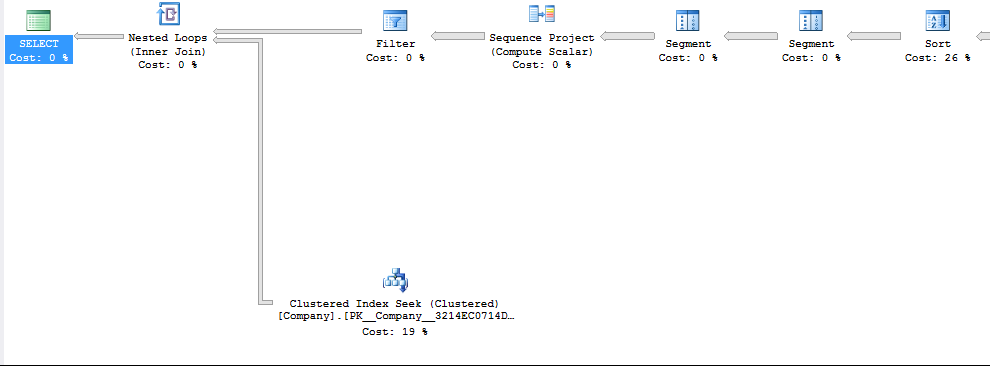 SELECT
Cost: 0 %
Nested Loops
(Inner Join)
Cost: 0 %
Filter
Cost: 0 %
Sequence Project
(Compute Scalar)
Cost: 0 %
Segment
Cost: 0 %
Segment
Cost: 0 %
Sort
Cost: 26 %
Clustered Index Seek (Clustered)
[Company].[PK__Company__3214EC0714D…
Cost: 19 %